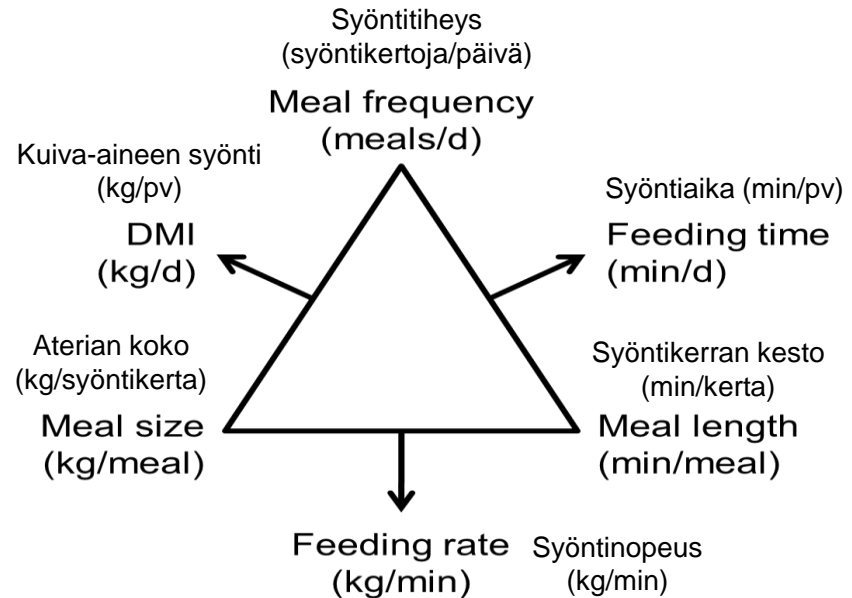 Syöntitiheys
(syöntikertoja/päivä)
Meal frequency
(meals/d)
Kuiva-aineen syönti
(kg/pv)
DMI
(kg/d)
Syöntiaika (min/pv)
Feeding time
(min/d)
Aterian koko
(kg/syöntikerta)
Meal size
(kg/meal)
Syöntikerran kesto
(min/kerta)
Meal length
(min/meal)
Feeding rate
(kg/min)
Syöntinopeus
(kg/min)